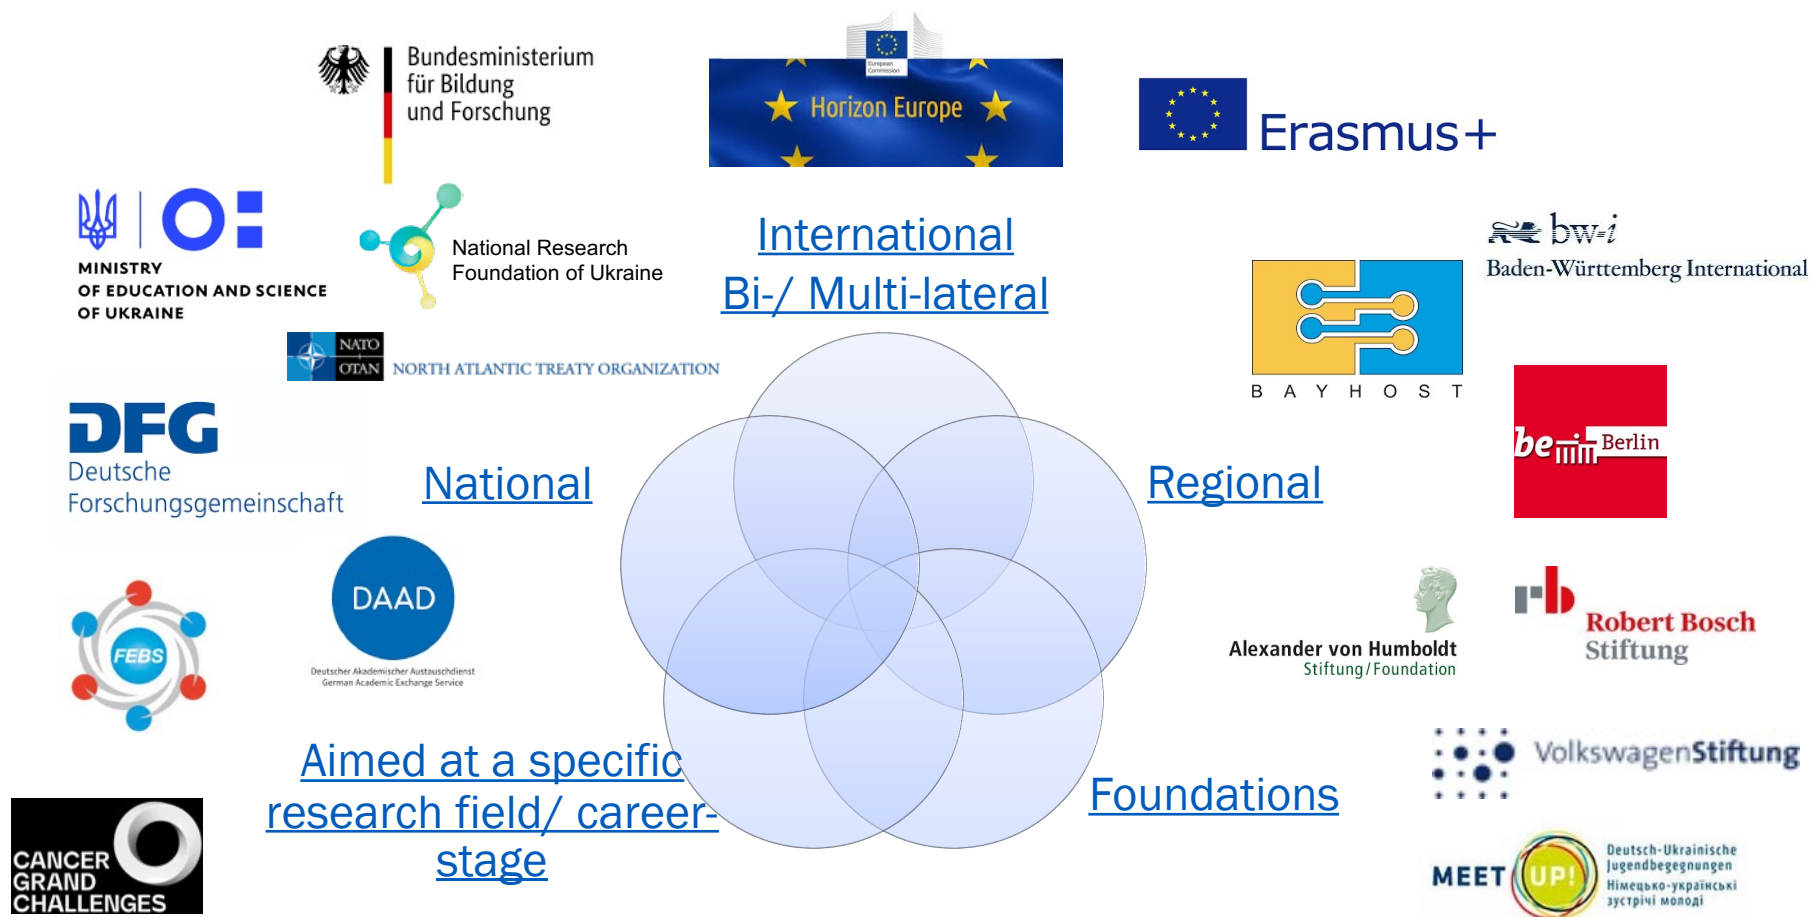 Bundesministerium
für Bildung
und Forschung
European
Commission
Horizon Europe
Erasmus+
MINISTRY
OF EDUCATION AND SCIENCE
OF UKRAINE
National Research
Foundation of Ukraine
International
Bi-/ Multi-lateral
bw-i
Baden-Württemberg International
BAYHOST
NATO
OTAN
NORTH ATLANTIC TREATY ORGANIZATION
DFG
Deutsche
Forschungsgemeinschaft
National
Regional
be Berlin
FEBS
DAAD
Deutscher Akademischer Austauschdienst
German Academic Exchange Service
Alexander von Humboldt
Stiftung/Foundation
rb
Robert Bosch
Stiftung
Aimed at a specific
research field/ career-
stage
Foundations
VolkswagenStiftung
CANCER
GRAND
CHALLENGES
MEET UP!
Deutsch-Ukrainische
Jugendbegegnungen
Німецько-українські
зустрічі молоді